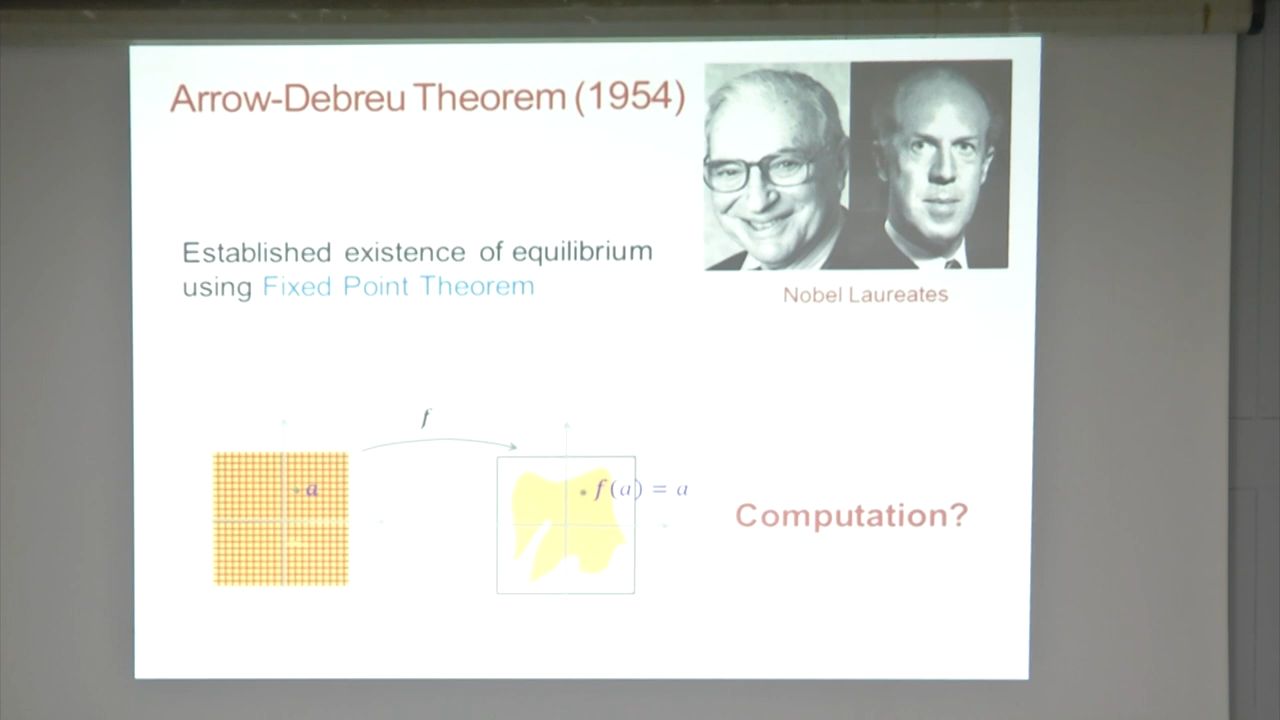 Arrow-Debreu Theorem (1954)
Established existence of equilibrium
using Fixed Point Theorem
Nobel Laureates
f
a
f(a) = a
Computation?